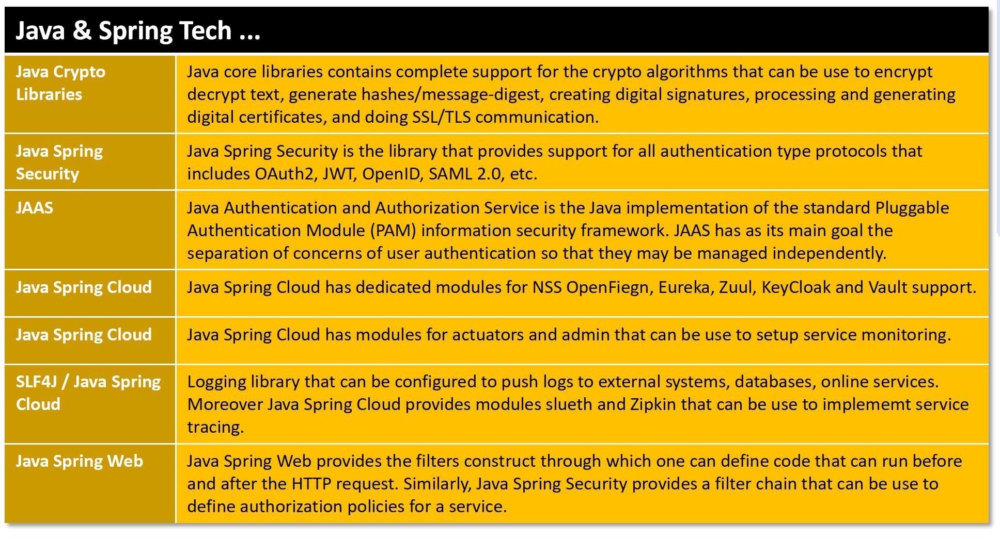 Java & Spring Tech ...
Java Crypto
Libraries
Java core libraries contains complete support for the crypto algorithms that can be use to encrypt
decrypt text, generate hashes/message-digest, creating digital signatures, processing and generating
digital certificates, and doing SSL/TLS communication.
Java Spring
Security
Java Spring Security is the library that provides support for all authentication type protocols that
includes OAuth2, JWT, OpenID, SAML 2.0, etc.
JAAS
Java Authentication and Authorization Service is the Java implementation of the standard Pluggable
Authentication Module (PAM) information security framework. JAAS has as its main goal the
separation of concerns of user authentication so that they may be managed independently.
Java Spring Cloud
Java Spring Cloud has dedicated modules for NSS OpenFiegn, Eureka, Zuul, KeyCloak and Vault support.
Java Spring Cloud
Java Spring Cloud has modules for actuators and admin that can be use to setup service monitoring.
SLF4J / Java Spring
Cloud
Logging library that can be configured to push logs to external systems, databases, online services.
Moreover Java Spring Cloud provides modules slueth and Zipkin that can be use to implememt service
tracing.
Java Spring Web
Java Spring Web provides the filters construct through which one can define code that can run before
and after the HTTP request. Similarly, Java Spring Security provides a filter chain that can be use to
define authorization policies for a service.